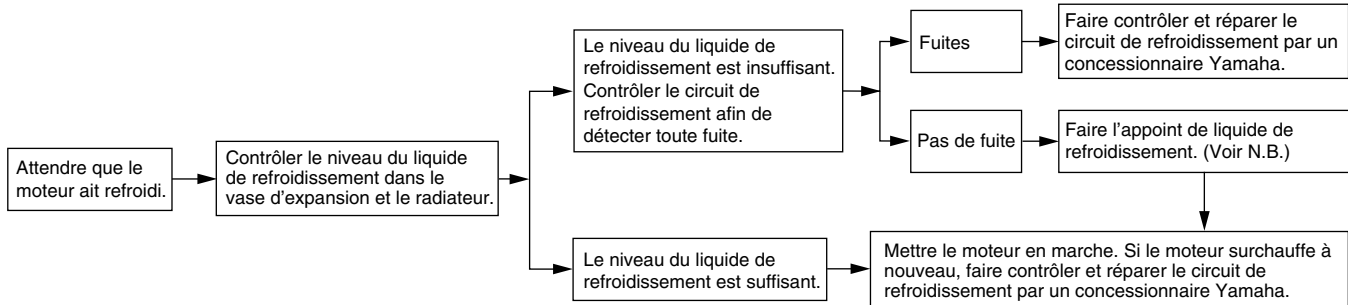 Attendre que le
moteur ait refroidi.
Contrôler le niveau du liquide
de refroidissement dans le
vase d'expansion et le radiateur.
Le niveau du liquide de
refroidissement est insuffisant.
Contrôler le circuit de
refroidissement afin de
détecter toute fuite.
Fuites
Faire contrôler et réparer le
circuit de refroidissement par un
concessionnaire Yamaha.
Pas de fuite
Faire l'appoint de liquide de
refroidissement. (Voir N.B.)
Le niveau du liquide de
refroidissement est suffisant.
Mettre le moteur en marche. Si le moteur surchauffe à
nouveau, faire contrôler et réparer le circuit de
refroidissement par un concessionnaire Yamaha.